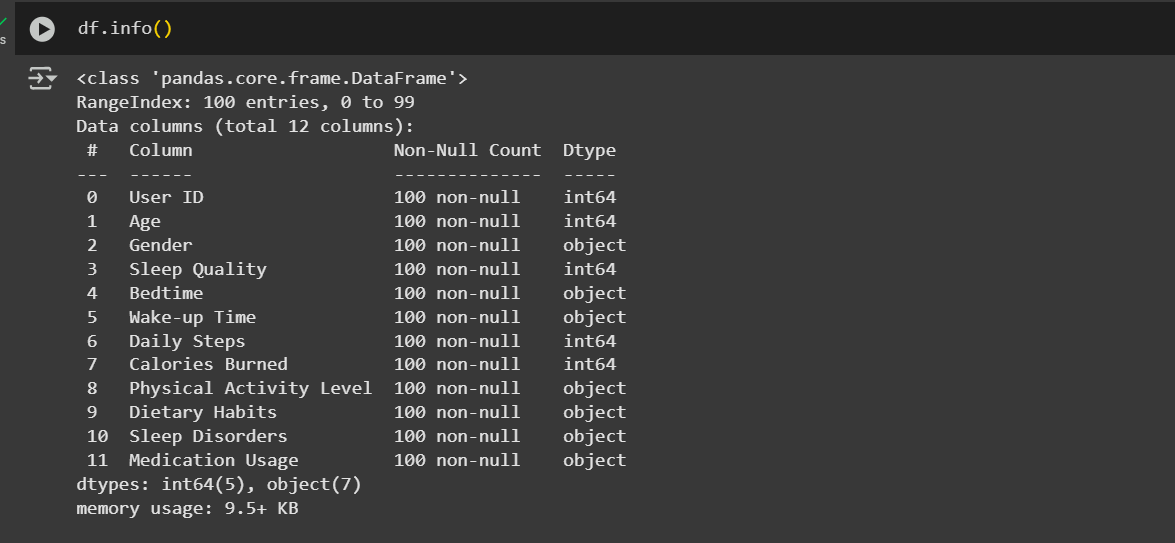 df.info()
s
<class 'pandas.core.frame.DataFrame'>
RangeIndex: 100 entries, 0 to 99
Data columns (total 12 columns):
 #   Column                   Non-Null Count  Dtype
---  ------                   --------------  -----
 0   User ID                  100 non-null    int64
 1   Age                      100 non-null    int64
 2   Gender                   100 non-null    object
 3   Sleep Quality            100 non-null    int64
 4   Bedtime                  100 non-null    object
 5   Wake-up Time             100 non-null    object
 6   Daily Steps              100 non-null    int64
 7   Calories Burned          100 non-null    int64
 8   Physical Activity Level  100 non-null    object
 9   Dietary Habits           100 non-null    object
 10  Sleep Disorders          100 non-null    object
 11  Medication Usage         100 non-null    object
dtypes: int64(5), object(7)
memory usage: 9.5+ KB